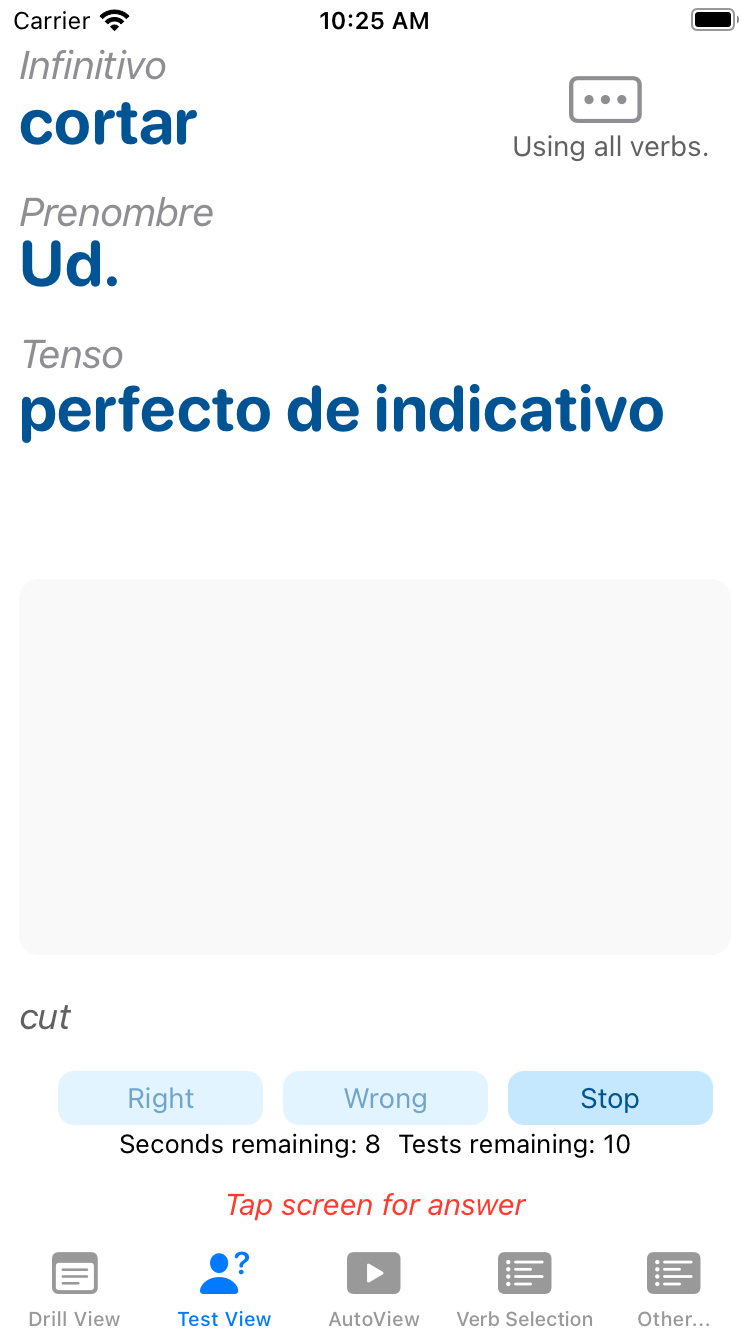 Carrier 10:25 AM
Infinitivo
cortar
Using all verbs.
Prenombre
Ud.
Tenso
perfecto de indicativo
cut
Right Wrong Stop
Seconds remaining: 8 Tests remaining: 10
Tap screen for answer
Drill View Test View AutoView Verb Selection Other...